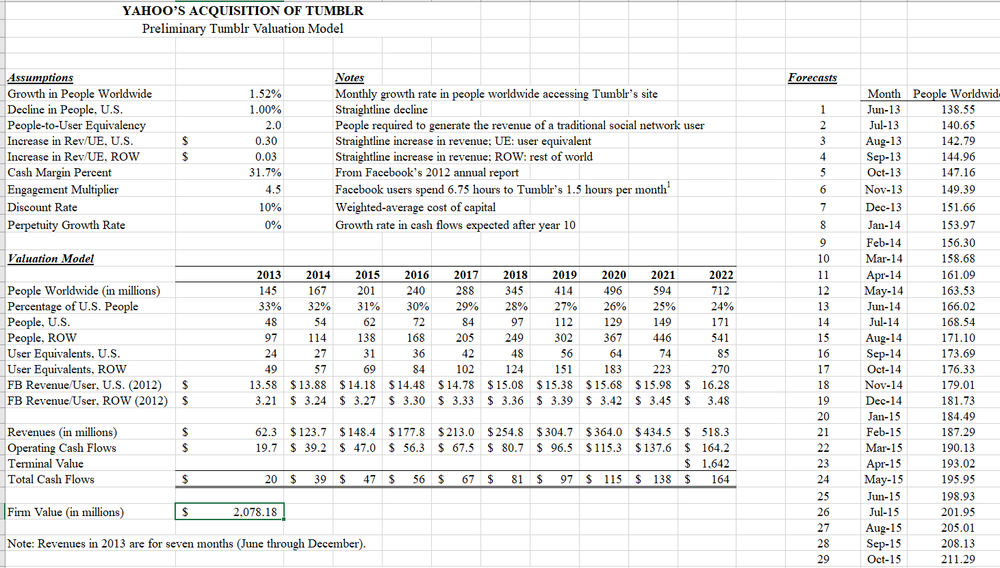 YAHOO’S ACQUISITION OF TUMBLR
Preliminary Tumblr Valuation Model
Assumptions Notes Forecasts
Growth in People Worldwide 1.52% Monthly growth rate in people worldwide accessing Tumblr’s site Month People Worldwide
Decline in People, U.S. 1.00% Straightline decline 1 Jun-13 138.55
People-to-User Equivalency 2.0 People required to generate the revenue of a traditional social network user 2 Jul-13 140.65
Increase in Rev/UE, U.S. $ 0.30 Straightline increase in revenue; UE: user equivalent 3 Aug-13 142.79
Increase in Rev/UE, ROW $ 0.03 Straightline increase in revenue; ROW: rest of world 4 Sep-13 144.96
Cash Margin Percent 31.7% From Facebook’s 2012 annual report 5 Oct-13 147.16
Engagement Multiplier 4.5 Facebook users spend 6.75 hours to Tumblr’s 1.5 hours per month¹ 6 Nov-13 149.39
Discount Rate 10% Weighted-average cost of capital 7 Dec-13 151.66
Perpetuity Growth Rate 0% Growth rate in cash flows expected after year 10 8 Jan-14 153.97
9 Feb-14 156.30
Valuation Model 10 Mar-14 158.68
2013 2014 2015 2016 2017 2018 2019 2020 2021 2022 11 Apr-14 161.09
People Worldwide (in millions) 145 167 201 240 288 345 414 496 594 712 12 May-14 163.53
Percentage of U.S. People 33% 32% 31% 30% 29% 28% 27% 26% 25% 24% 13 Jun-14 166.02
People, U.S. 48 54 62 72 84 97 112 129 149 171 14 Jul-14 168.54
People, ROW 97 114 138 168 205 249 302 367 446 541 15 Aug-14 171.10
User Equivalents, U.S. 24 27 31 36 42 48 56 64 74 85 16 Sep-14 173.69
User Equivalents, ROW 49 57 69 84 102 124 151 183 223 270 17 Oct-14 176.33
FB Revenue/User, U.S. (2012) $ 13.58 $ 13.88 $ 14.18 $ 14.48 $ 14.78 $ 15.08 $ 15.38 $ 15.68 $ 15.98 $ 16.28 18 Nov-14 179.01
FB Revenue/User, ROW (2012) $ 3.21 $ 3.24 $ 3.27 $ 3.30 $ 3.33 $ 3.36 $ 3.39 $ 3.42 $ 3.45 $ 3.48 19 Dec-14 181.73
20 Jan-15 184.49
Revenues (in millions) $ 62.3 $ 123.7 $ 148.4 $ 177.8 $ 213.0 $ 254.8 $ 304.7 $ 364.0 $ 434.5 $ 518.3 21 Feb-15 187.29
Operating Cash Flows $ 19.7 $ 39.2 $ 47.0 $ 56.3 $ 67.5 $ 80.7 $ 96.5 $ 115.3 $ 137.6 $ 164.2 22 Mar-15 190.13
Terminal Value $ 1,642 23 Apr-15 193.02
Total Cash Flows $ 20 $ 39 $ 47 $ 56 $ 67 $ 81 $ 97 $ 115 $ 138 $ 164 24 May-15 195.95
25 Jun-15 198.93
Firm Value (in millions) $ 2,078.18 26 Jul-15 201.95
27 Aug-15 205.01
Note: Revenues in 2013 are for seven months (June through December). 28 Sep-15 208.13
29 Oct-15 211.29